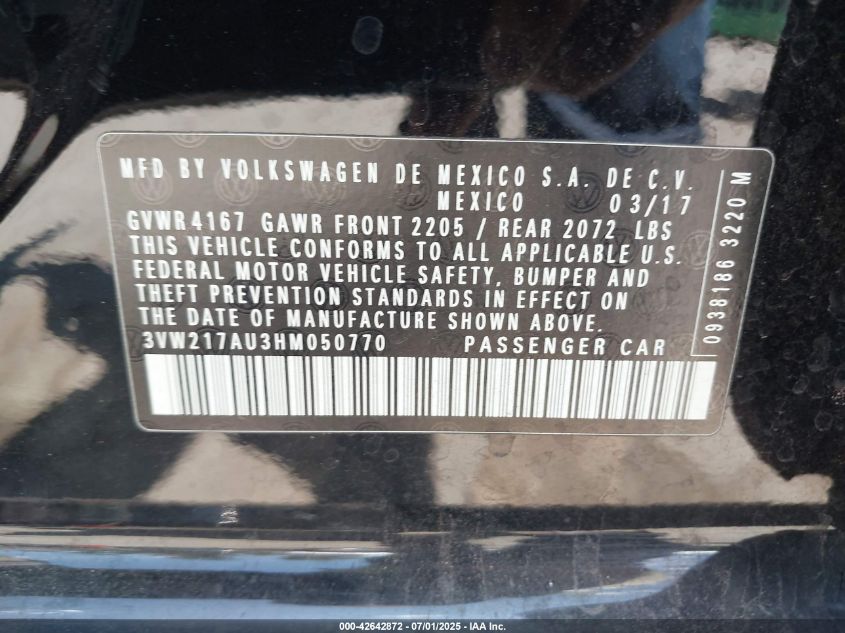 MFD BY VOLKSWAGEN DE MEXICO S.A. DE C.V.
MEXICO 03/17
GVWR 4167 GAWR FRONT 2205 / REAR 2072 LBS
THIS VEHICLE CONFORMS TO ALL APPLICABLE U.S.
FEDERAL MOTOR VEHICLE SAFETY, BUMPER AND
THEFT PREVENTION STANDARDS IN EFFECT ON
THE DATE OF MANUFACTURE SHOWN ABOVE.
3VW217AU3HM050770 PASSENGER CAR
0938186 3220 M
000-42642872 / 07/01/2025 / © IAA Inc.